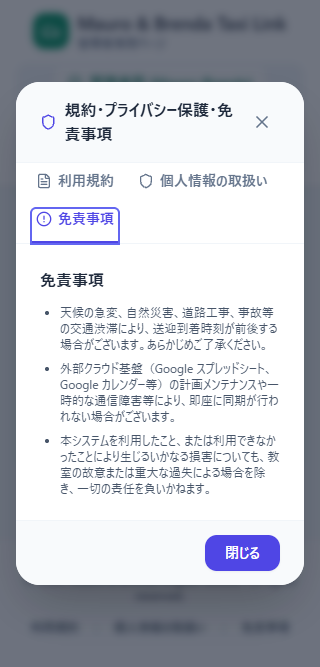 Mauro & Brenda Taxi Link
規約・プライバシー保護・免
責事項
利用規約
個人情報の取扱い
免責事項
免責事項
天候の急変、自然災害、道路工事、事故等
の交通渋滞により、送迎到着時刻が前後する
場合がございます。あらかじめご了承ください。
外部クラウド基盤（Google スプレッドシート、
Google カレンダー等）の計画メンテナンスや一
時的な通信障害等により、即座に同期が行わ
れない場合がございます。
本システムを利用したこと、または利用できなか
ったことにより生じるいかなる損害についても、教
室の故意または重大な過失による場合を除
き、一切の責任を負いかねます。
閉じる